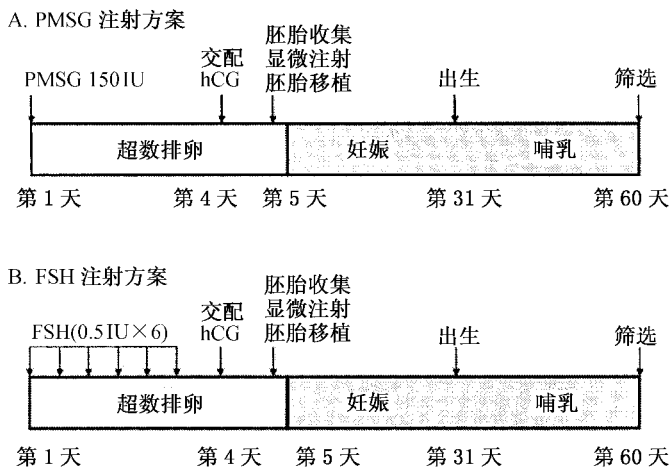 A. PMSG 注射方案
PMSG 150IU
交配
hCG
胚胎收集
显微注射
胚胎移植
出生
筛选
超数排卵
妊娠
哺乳
第 1 天
第 4 天
第 5 天
第 31 天
第 60 天
B. FSH 注射方案
FSH(0.5IU×6)
交配
hCG
胚胎收集
显微注射
胚胎移植
出生
筛选
超数排卵
妊娠
哺乳
第 1 天
第 4 天
第 5 天
第 31 天
第 60 天